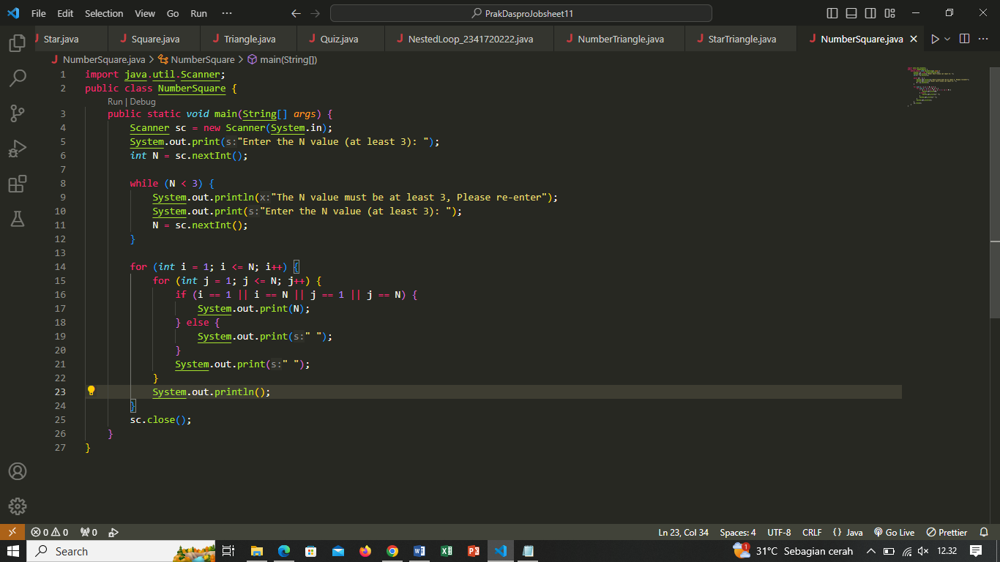 File Edit Selection View Go Run ··· PrakDasproJobsheet11
Star.java Square.java Triangle.java Quiz.java NestedLoop_2341720222.java NumberTriangle.java StarTriangle.java NumberSquare.java
NumberSquare.java > NumberSquare > main(String[])
1 import java.util.Scanner;
2 public class NumberSquare {
Run | Debug
3 public static void main(String[] args) {
4 Scanner sc = new Scanner(System.in);
5 System.out.print(s:"Enter the N value (at least 3): ");
6 int N = sc.nextInt();
7
8 while (N < 3) {
9 System.out.println(x:"The N value must be at least 3, Please re-enter");
10 System.out.print(s:"Enter the N value (at least 3): ");
11 N = sc.nextInt();
12 }
13
14 for (int i = 1; i <= N; i++) {
15 for (int j = 1; j <= N; j++) {
16 if (i == 1 || i == N || j == 1 || j == N) {
17 System.out.print(N);
18 } else {
19 System.out.print(s:" ");
20 }
21 System.out.print(s:" ");
22 }
23 System.out.println();
24 }
25 sc.close();
26 }
27 }
0 0 0 Ln 23, Col 34 Spaces: 4 UTF-8 CRLF {} Java Go Live Prettier
Search 1 31°C Sebagian cerah 12.32